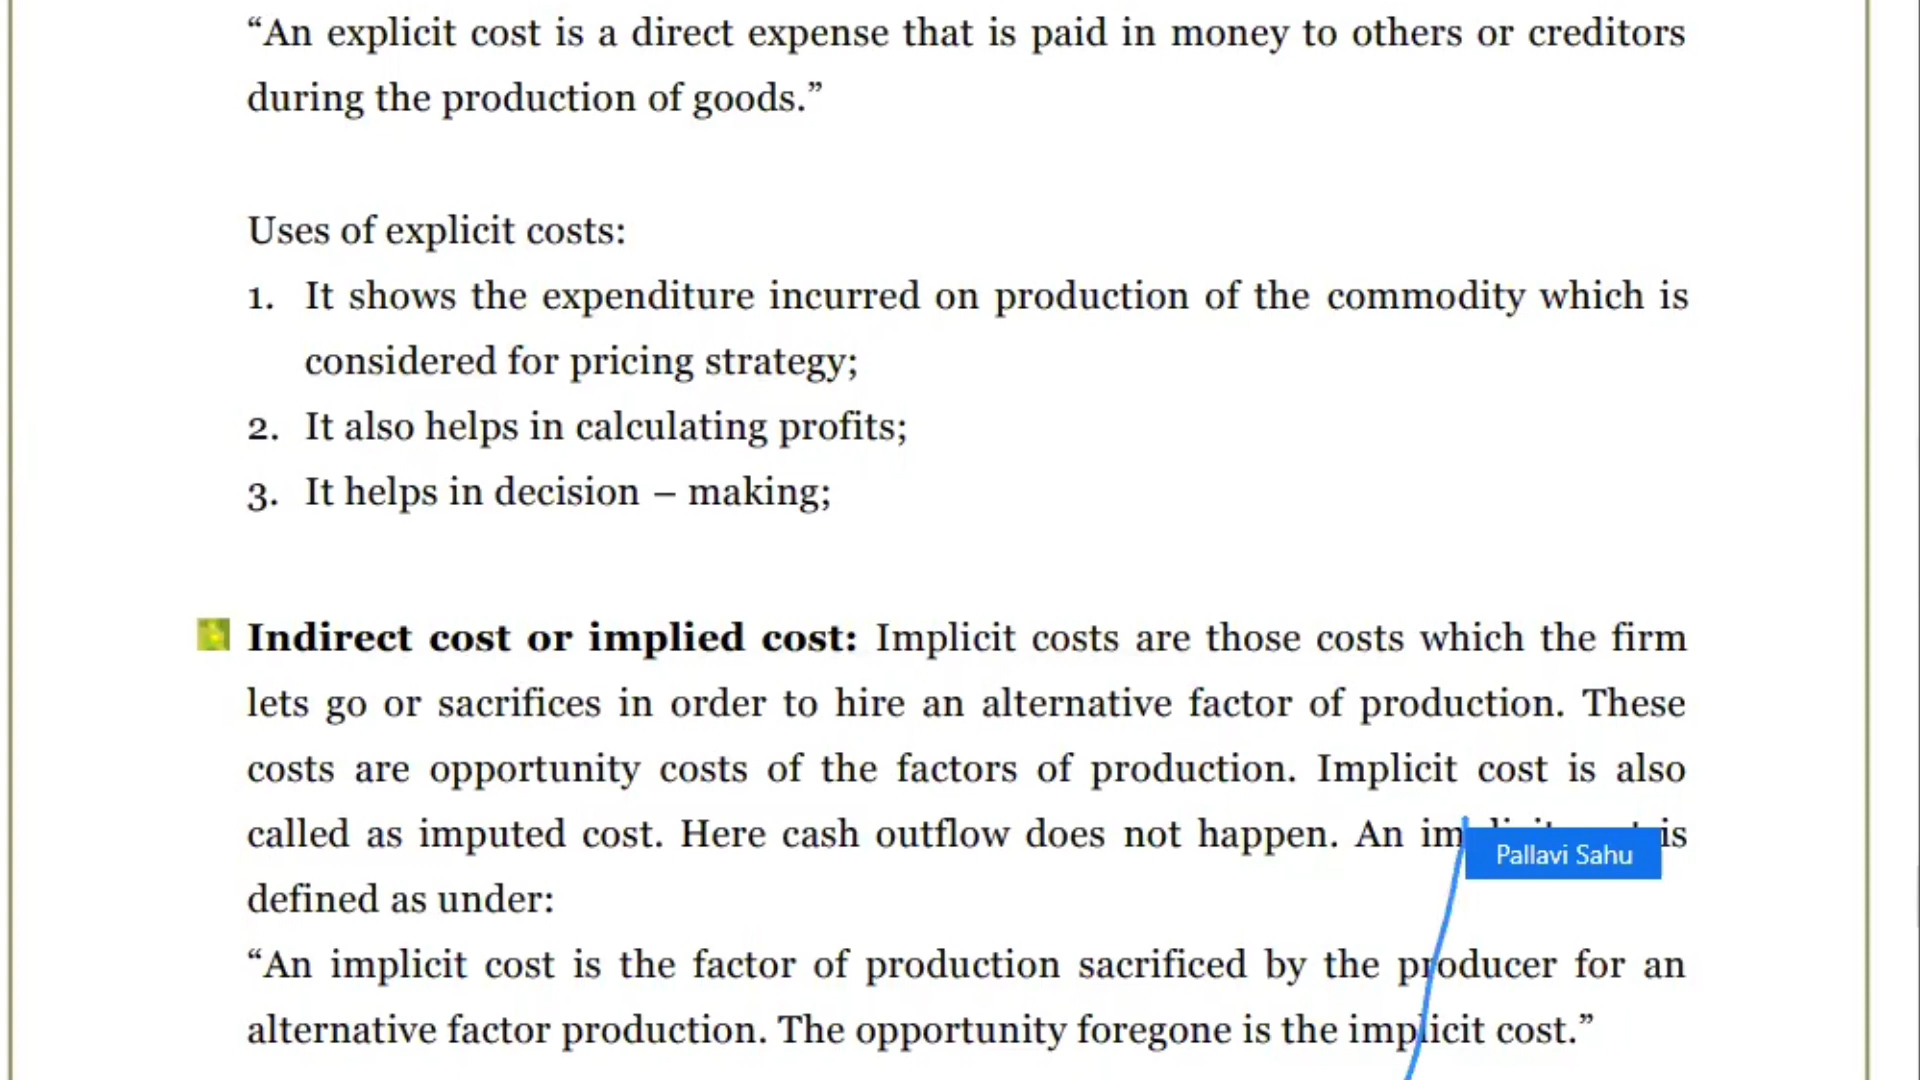 “An explicit cost is a direct expense that is paid in money to others or creditors
during the production of goods.”
Uses of explicit costs:
1. It shows the expenditure incurred on production of the commodity which is
considered for pricing strategy;
2. It also helps in calculating profits;
3. It helps in decision – making;
Indirect cost or implied cost: Implicit costs are those costs which the firm
lets go or sacrifices in order to hire an alternative factor of production. These
costs are opportunity costs of the factors of production. Implicit cost is also
called as imputed cost. Here cash outflow does not happen. An implicit is
Pallavi Sahu
defined as under:
“An implicit cost is the factor of production sacrificed by the producer for an
alternative factor production. The opportunity foregone is the implicit cost.”